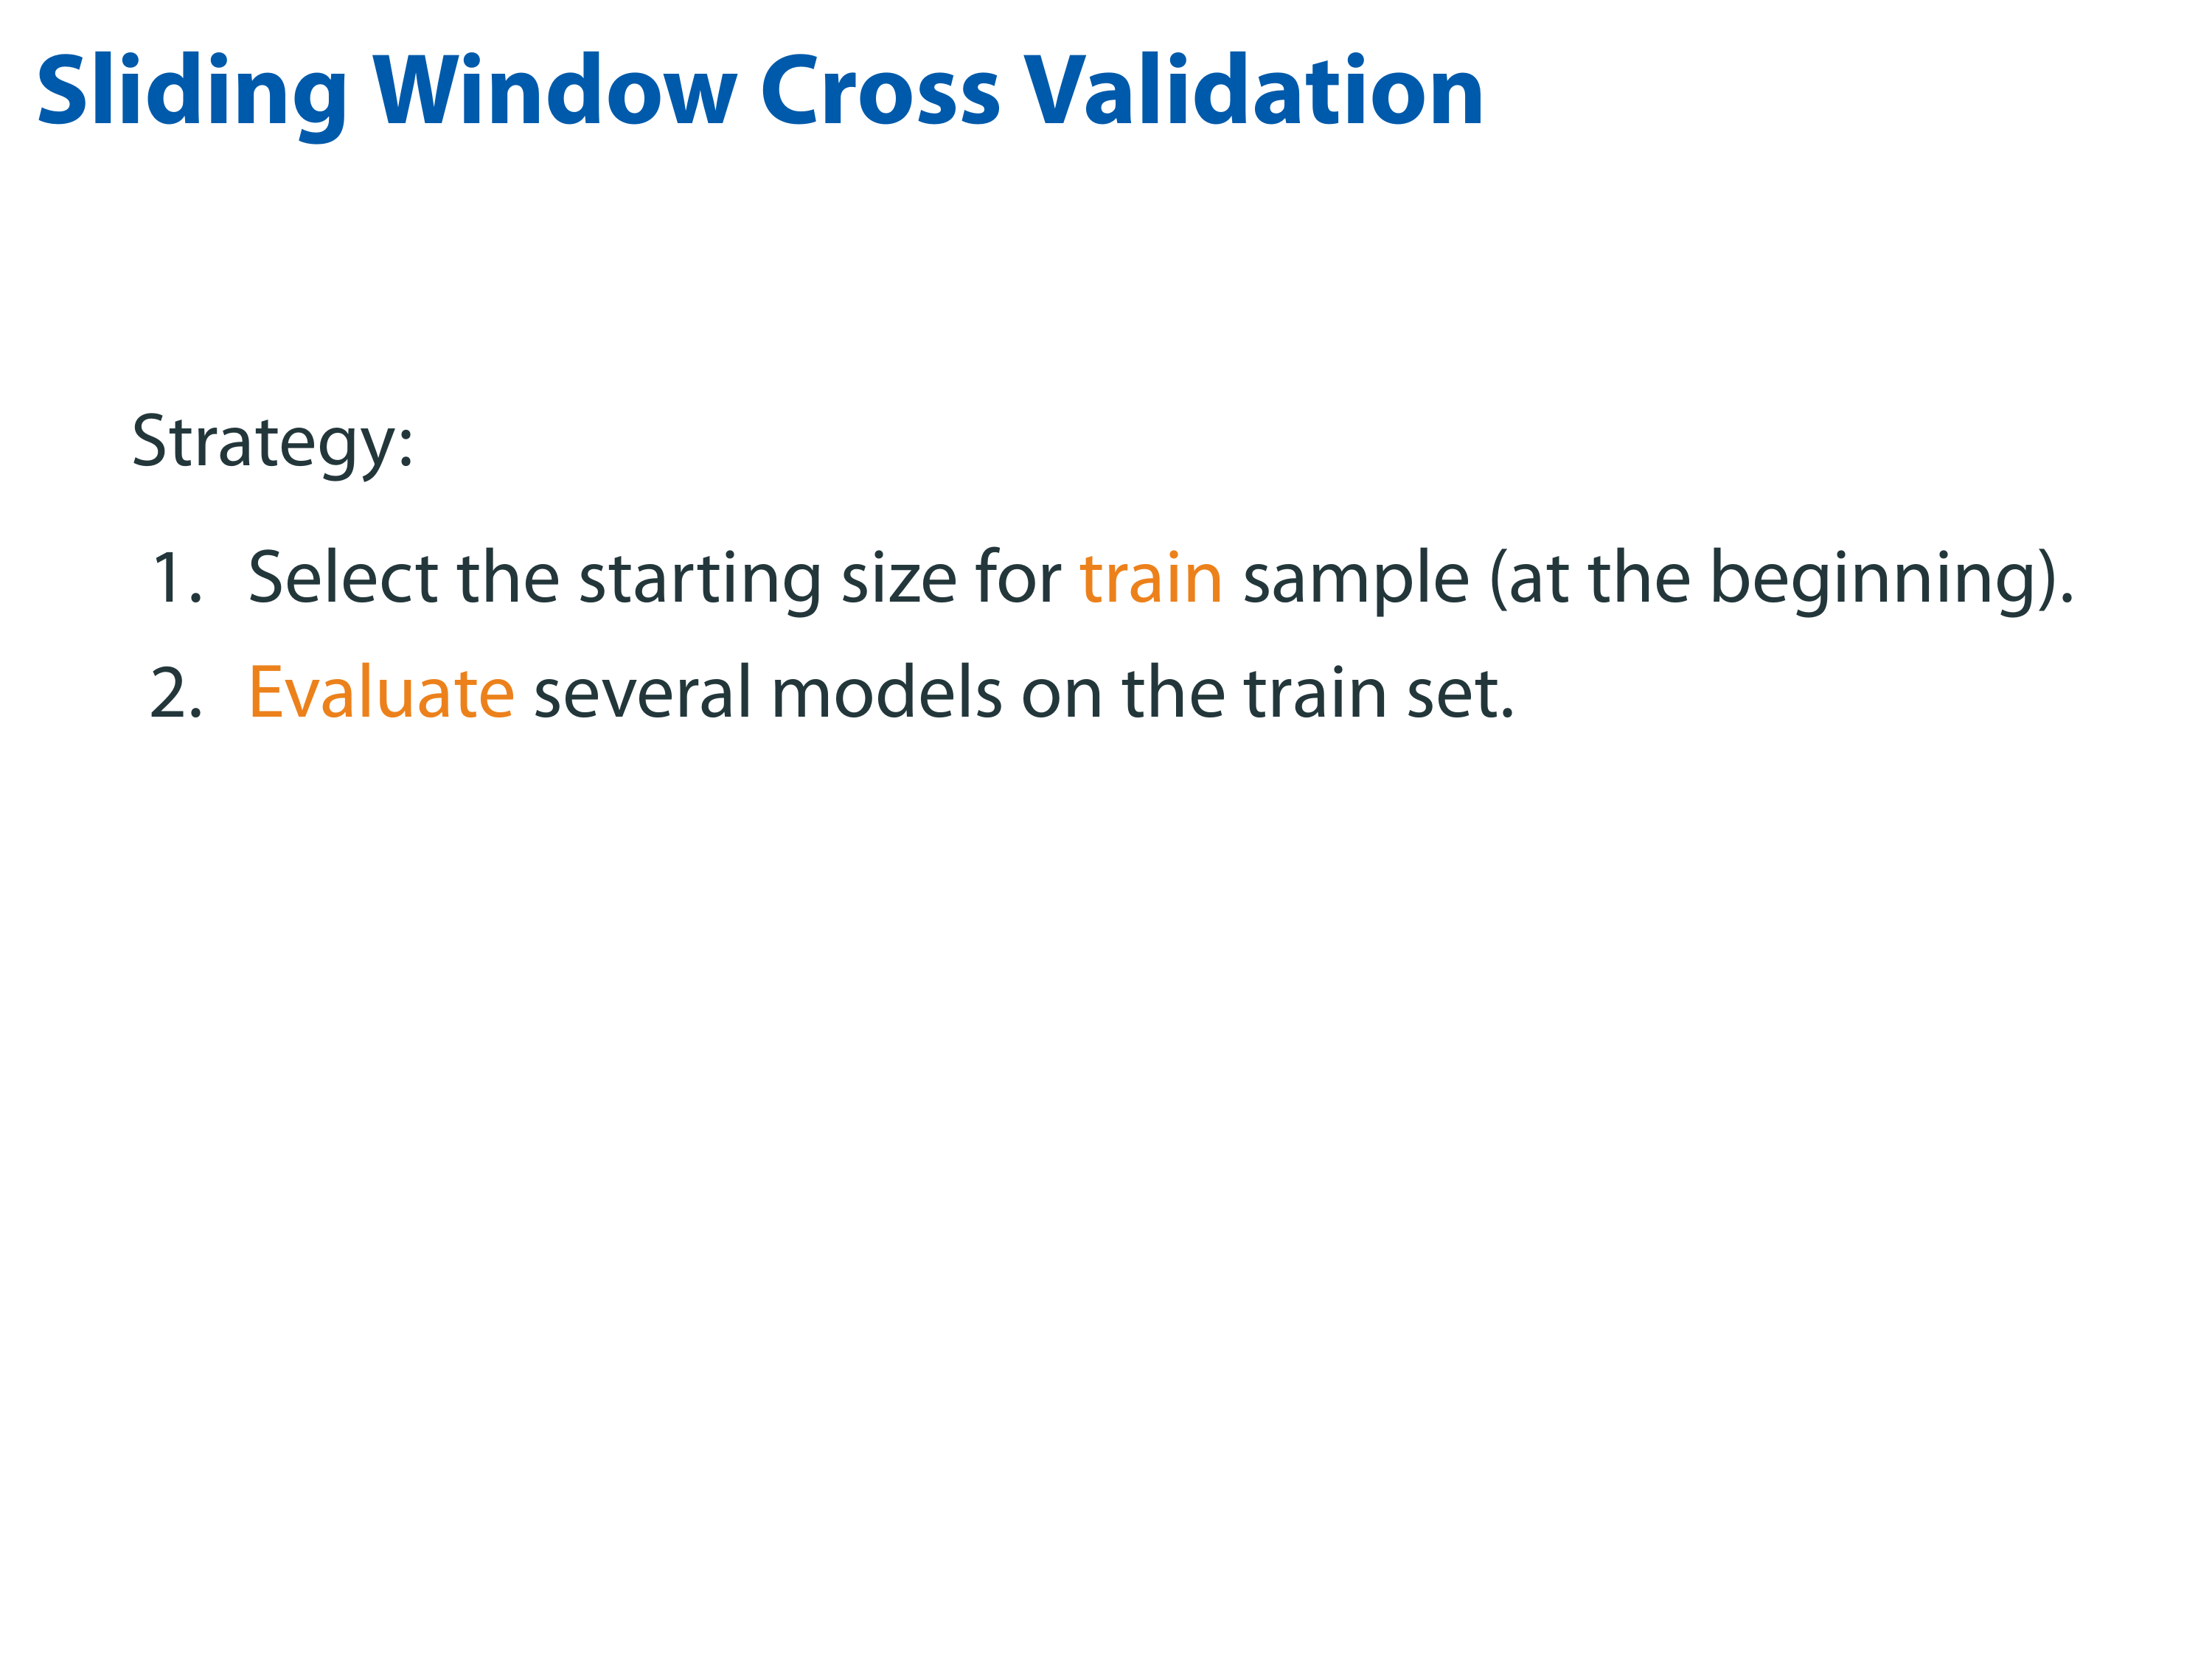 Sliding Window Cross Validation
Strategy:
1. Select the starting size for train sample (at the beginning).
2. Evaluate several models on the train set.